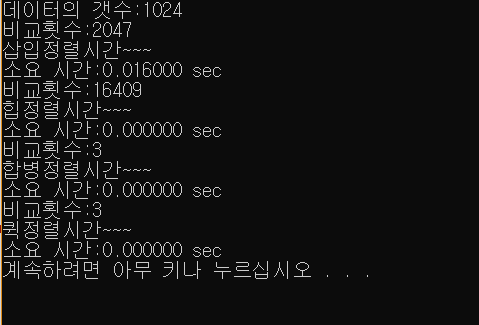 데이터의 갯수:1024
비교횟수:2047
삽입정렬시간~~~
소요 시간:0.016000 sec
비교횟수:16409
힙정렬시간~~~
소요 시간:0.000000 sec
비교횟수:3
합병정렬시간~~~
소요 시간:0.000000 sec
비교횟수:3
퀵정렬시간~~~
소요 시간:0.000000 sec
계속하려면 아무 키나 누르십시오 . . .